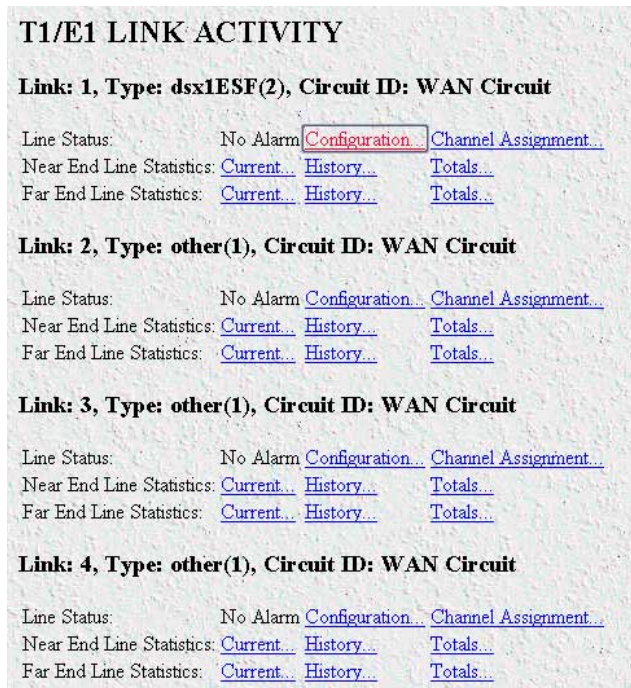 T1/E1 LINK ACTIVITY
Link: 1, Type: dsx1ESF(2), Circuit ID: WAN Circuit
Line Status: No Alarm Configuration... Channel Assignment...
Near End Line Statistics: Current... History... Totals...
Far End Line Statistics: Current... History... Totals...
Link: 2, Type: other(1), Circuit ID: WAN Circuit
Line Status: No Alarm Configuration... Channel Assignment...
Near End Line Statistics: Current... History... Totals...
Far End Line Statistics: Current... History... Totals...
Link: 3, Type: other(1), Circuit ID: WAN Circuit
Line Status: No Alarm Configuration... Channel Assignment...
Near End Line Statistics: Current... History... Totals...
Far End Line Statistics: Current... History... Totals...
Link: 4, Type: other(1), Circuit ID: WAN Circuit
Line Status: No Alarm Configuration... Channel Assignment...
Near End Line Statistics: Current... History... Totals...
Far End Line Statistics: Current... History... Totals...